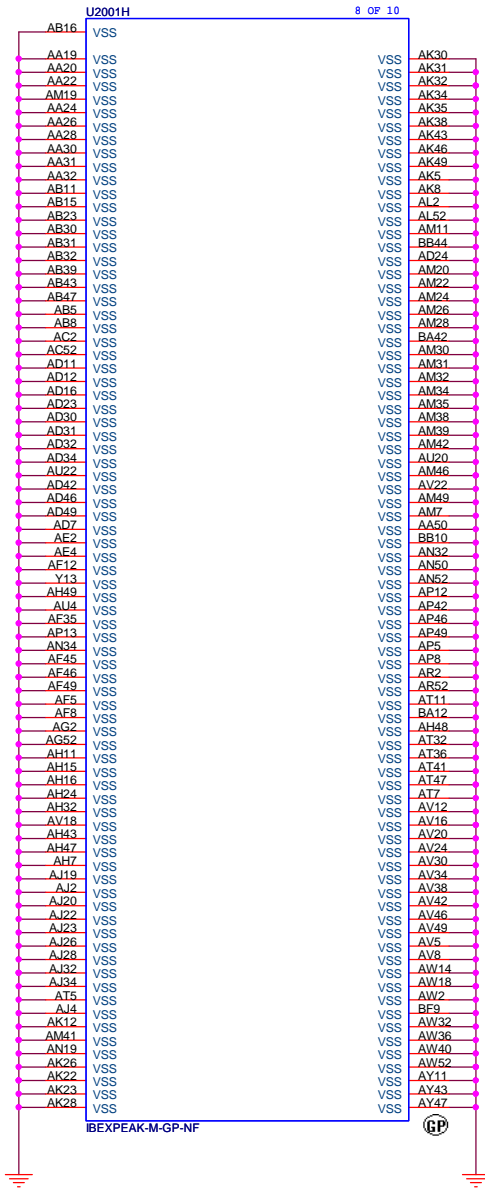 U2001H 8 OF 10
AB16 VSS
AA19 VSS VSS AK30
AA20 VSS VSS AK31
AA22 VSS VSS AK32
AM19 VSS VSS AK34
AA24 VSS VSS AK35
AA26 VSS VSS AK38
AA28 VSS VSS AK43
AA30 VSS VSS AK46
AA31 VSS VSS AK49
AA32 VSS VSS AK5
AB11 VSS VSS AK8
AB15 VSS VSS AL2
AB23 VSS VSS AL52
AB30 VSS VSS AM11
AB31 VSS VSS BB44
AB32 VSS VSS AD24
AB39 VSS VSS AM20
AB43 VSS VSS AM22
AB47 VSS VSS AM24
AB5 VSS VSS AM26
AB8 VSS VSS AM28
AC2 VSS VSS BA42
AC52 VSS VSS AM30
AD11 VSS VSS AM31
AD12 VSS VSS AM32
AD16 VSS VSS AM34
AD23 VSS VSS AM35
AD30 VSS VSS AM38
AD31 VSS VSS AM39
AD32 VSS VSS AM42
AD34 VSS VSS AU20
AU22 VSS VSS AM46
AD42 VSS VSS AV22
AD46 VSS VSS AM49
AD49 VSS VSS AM7
AD7 VSS VSS AA50
AE2 VSS VSS BB10
AE4 VSS VSS AN32
AF12 VSS VSS AN50
Y13 VSS VSS AN52
AH49 VSS VSS AP12
AU4 VSS VSS AP42
AF35 VSS VSS AP46
AP13 VSS VSS AP49
AN34 VSS VSS AP5
AF45 VSS VSS AP8
AF46 VSS VSS AR2
AF49 VSS VSS AR52
AF5 VSS VSS AT11
AF8 VSS VSS BA12
AG2 VSS VSS AH48
AG52 VSS VSS AT32
AH11 VSS VSS AT36
AH15 VSS VSS AT41
AH16 VSS VSS AT47
AH24 VSS VSS AT7
AH32 VSS VSS AV12
AV18 VSS VSS AV16
AH43 VSS VSS AV20
AH47 VSS VSS AV24
AH7 VSS VSS AV30
AJ19 VSS VSS AV34
AJ2 VSS VSS AV38
AJ20 VSS VSS AV42
AJ22 VSS VSS AV46
AJ23 VSS VSS AV49
AJ26 VSS VSS AV5
AJ28 VSS VSS AV8
AJ32 VSS VSS AW14
AJ34 VSS VSS AW18
AT5 VSS VSS AW2
AJ4 VSS VSS BF9
AK12 VSS VSS AW32
AM41 VSS VSS AW36
AN19 VSS VSS AW40
AK26 VSS VSS AW52
AK22 VSS VSS AY11
AK23 VSS VSS AY43
AK28 VSS VSS AY47
IBEXPEAK-M-GP-NF GP